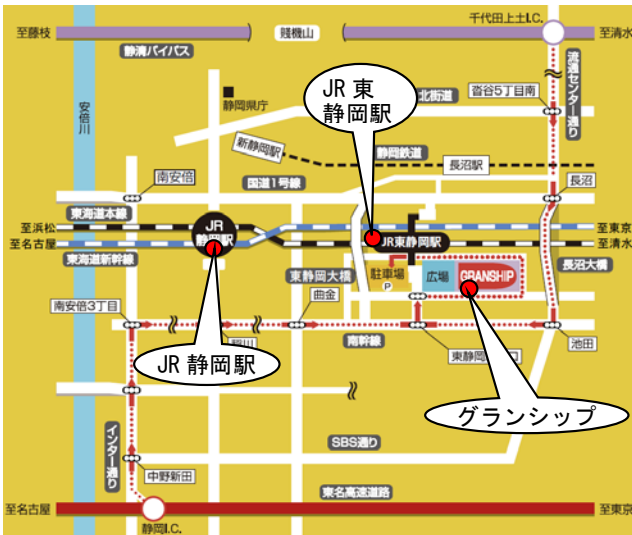 千代田上土I.C.
至藤枝
静清バイパス
賤機山
至清水
流通センター通り
JR 東
静岡駅
北街道
沓谷5丁目南
静岡県庁
安倍川
新静岡駅
静岡鉄道
長沼駅
南安倍
国道1号線
長沼
東海道本線
至浜松
至名古屋
JR
静岡駅
JR東静岡駅
至東京
至清水
東海道新幹線
東静岡大橋
駐車場
P
広場
GRANSHIP
長沼大橋
南安倍3丁目
曲金
南幹線
東静岡
池田
JR 静岡駅
グランシップ
SBS通り
インター通り
中野新田
東名高速道路
至名古屋
至東京
静岡I.C.